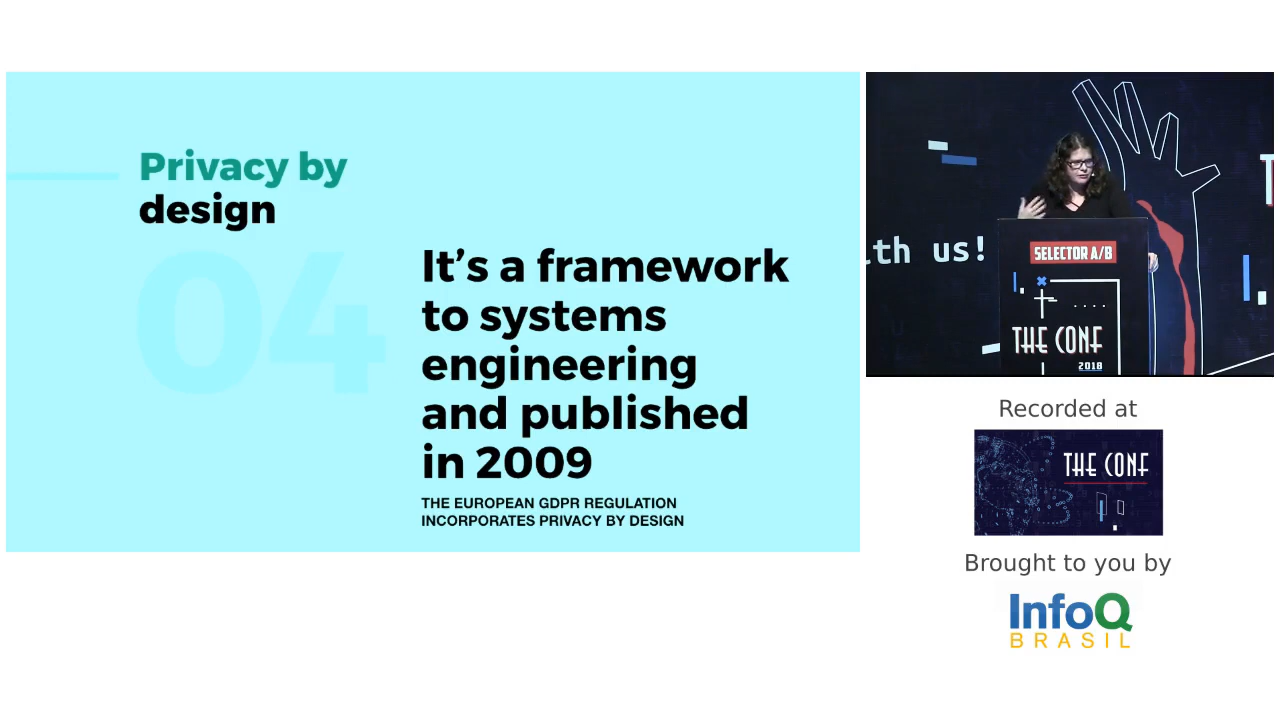 Privacy by
design
04
It's a framework
to systems
engineering
and published
in 2009
THE EUROPEAN GDPR REGULATION
INCORPORATES PRIVACY BY DESIGN
us!
SELECTOR A/B
THE CONF
2018
Recorded at
THE CONF
Brought to you by
InfoQ
BRASIL